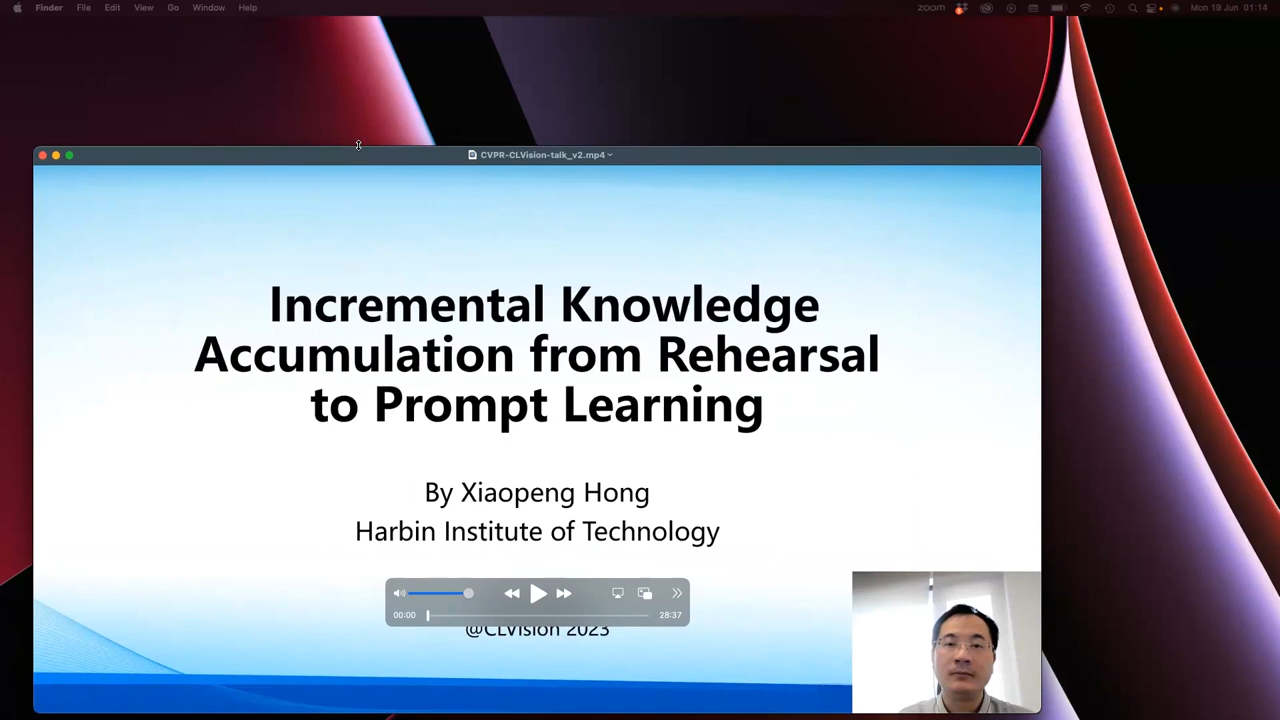 Finder File Edit View Go Window Help
zoom Mon 19 Jun 01:14
CVPR-CLVision-talk_v2.mp4
Incremental Knowledge
Accumulation from Rehearsal
to Prompt Learning
By Xiaopeng Hong
Harbin Institute of Technology
00:00 28:37
@CLVision 2023